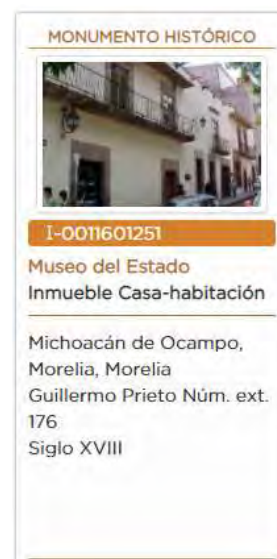 MONUMENTO HISTÓRICO
I-0011601251
Museo del Estado
Inmueble Casa-habitación
Michoacán de Ocampo,
Morelia, Morelia
Guillermo Prieto Núm. ext.
176
Siglo XVIII